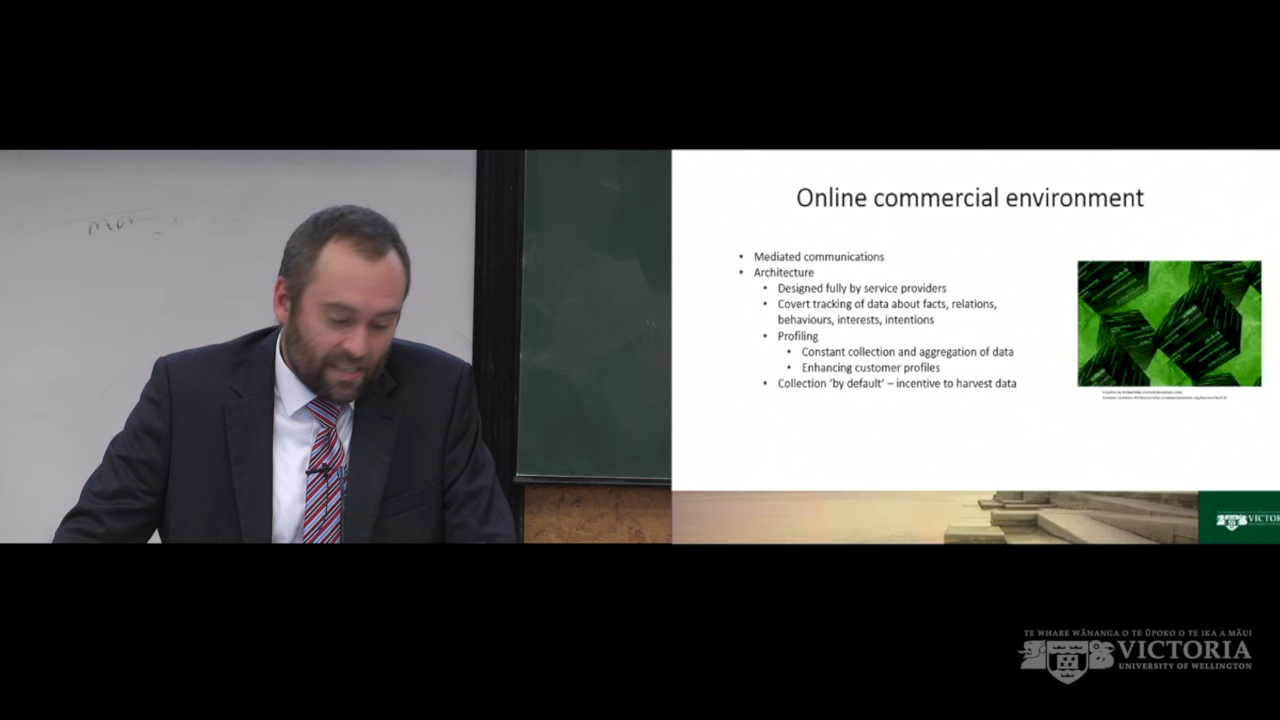 mor
Online commercial environment
• Mediated communications
• Architecture
• Designed fully by service providers
• Covert tracking of data about facts, relations,
behaviours, interests, intentions
• Profiling
• Constant collection and aggregation of data
• Enhancing customer profiles
• Collection 'by default' – incentive to harvest data
VICTOR
TE WHARE WĀNANGA O TE ŪPOKO O TE IKA A MĀUI
VICTORIA
UNIVERSITY OF WELLINGTON